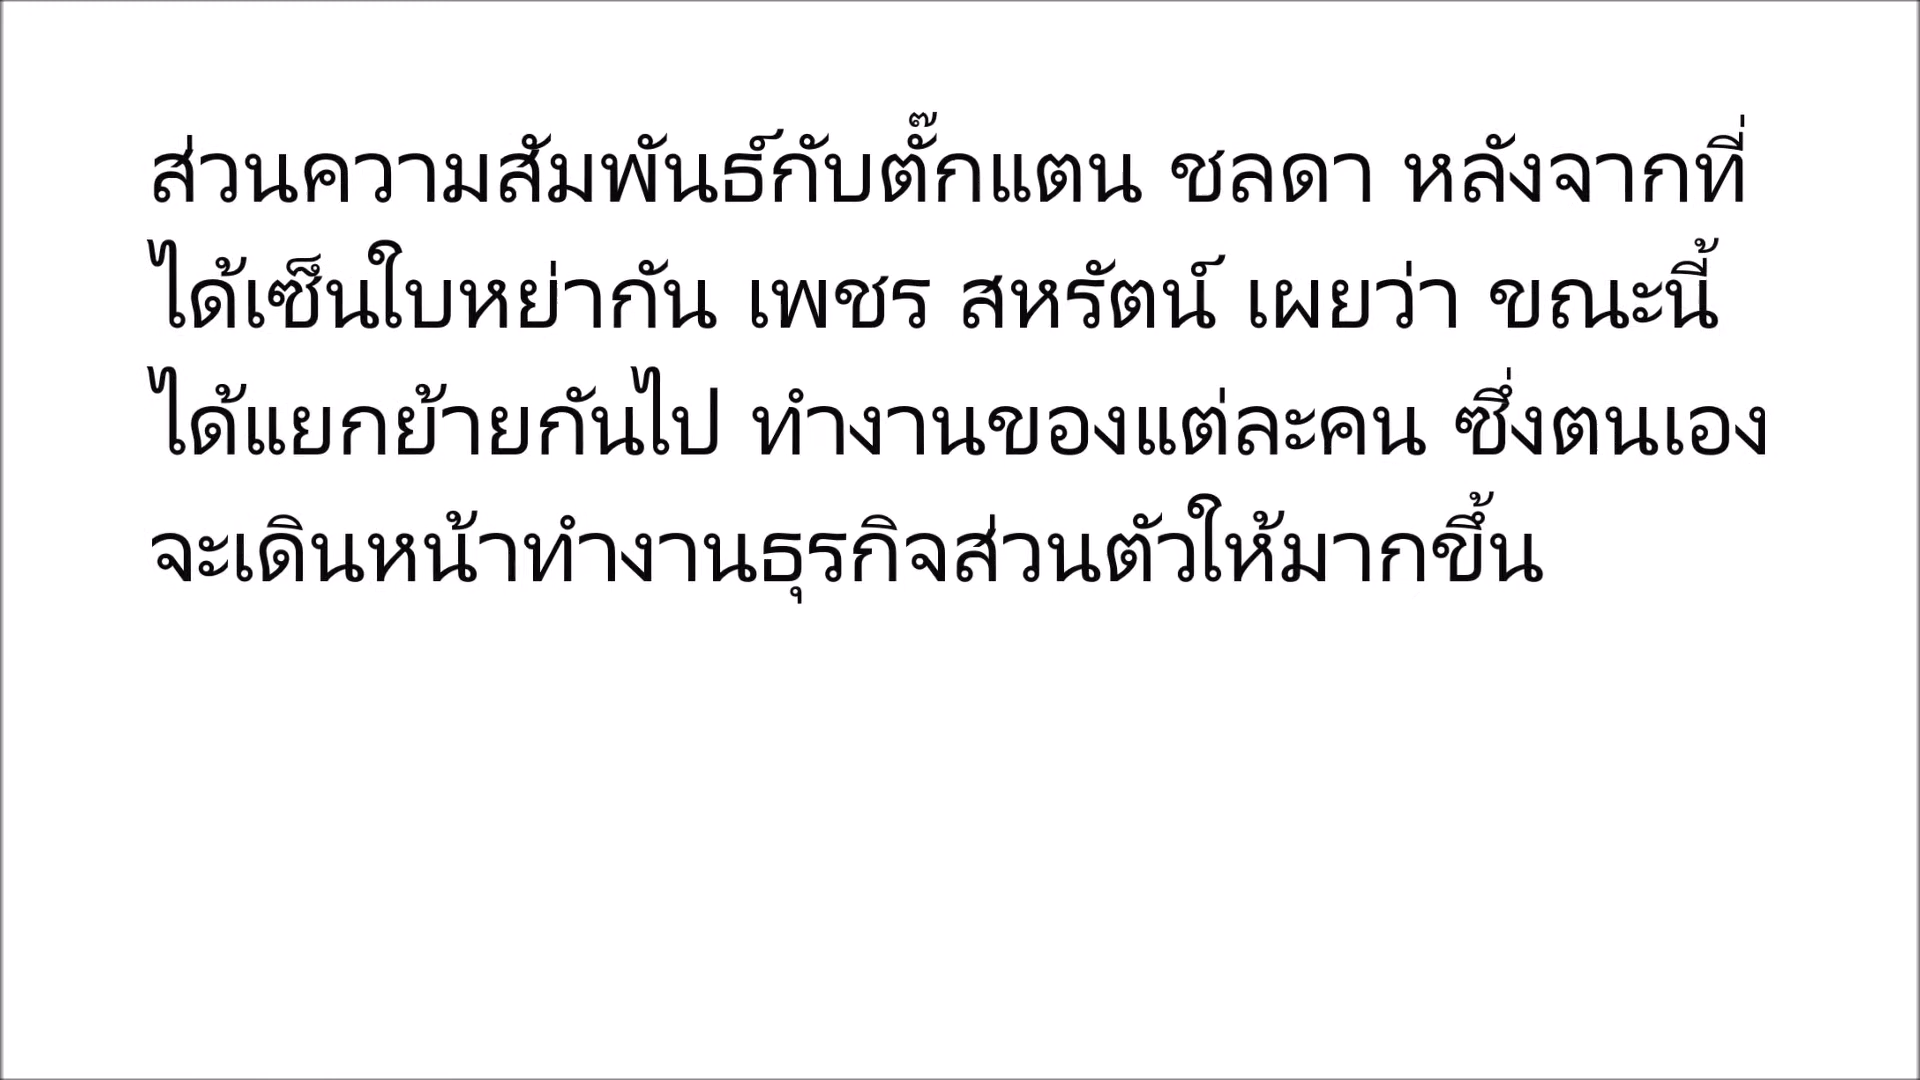 ส่วนความสัมพันธ์กับตั๊กแตน ชลดา หลังจากที่
ได้เซ็นใบหย่ากัน เพชร สหรัตน์ เผยว่า ขณะนี้
ได้แยกย้ายกันไป ทำงานของแต่ละคน ซึ่งตนเอง
จะเดินหน้าทำงานธุรกิจส่วนตัวให้มากขึ้น